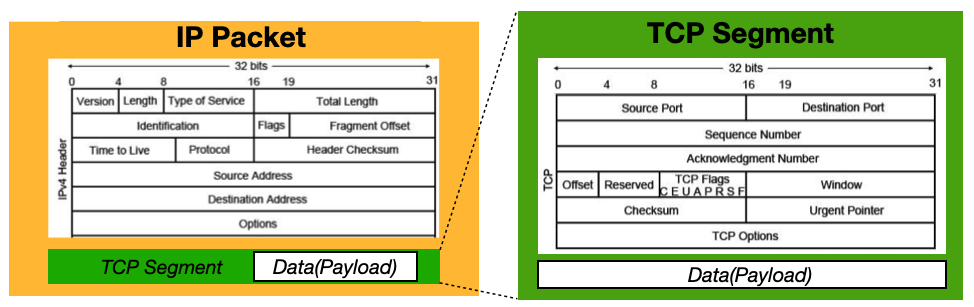 IP Packet
32 bits
0 4 8 16 19 31
Version Length Type of Service Total Length
Identification Flags Fragment Offset
Time to Live Protocol Header Checksum
Source Address
Destination Address
Options
IPv4 Header
TCP Segment Data(Payload)
TCP Segment
32 bits
0 4 8 16 19 31
Source Port Destination Port
Sequence Number
Acknowledgment Number
Offset Reserved TCP Flags Window
C E U A P R S F
Checksum Urgent Pointer
TCP Options
TCP
Data(Payload)